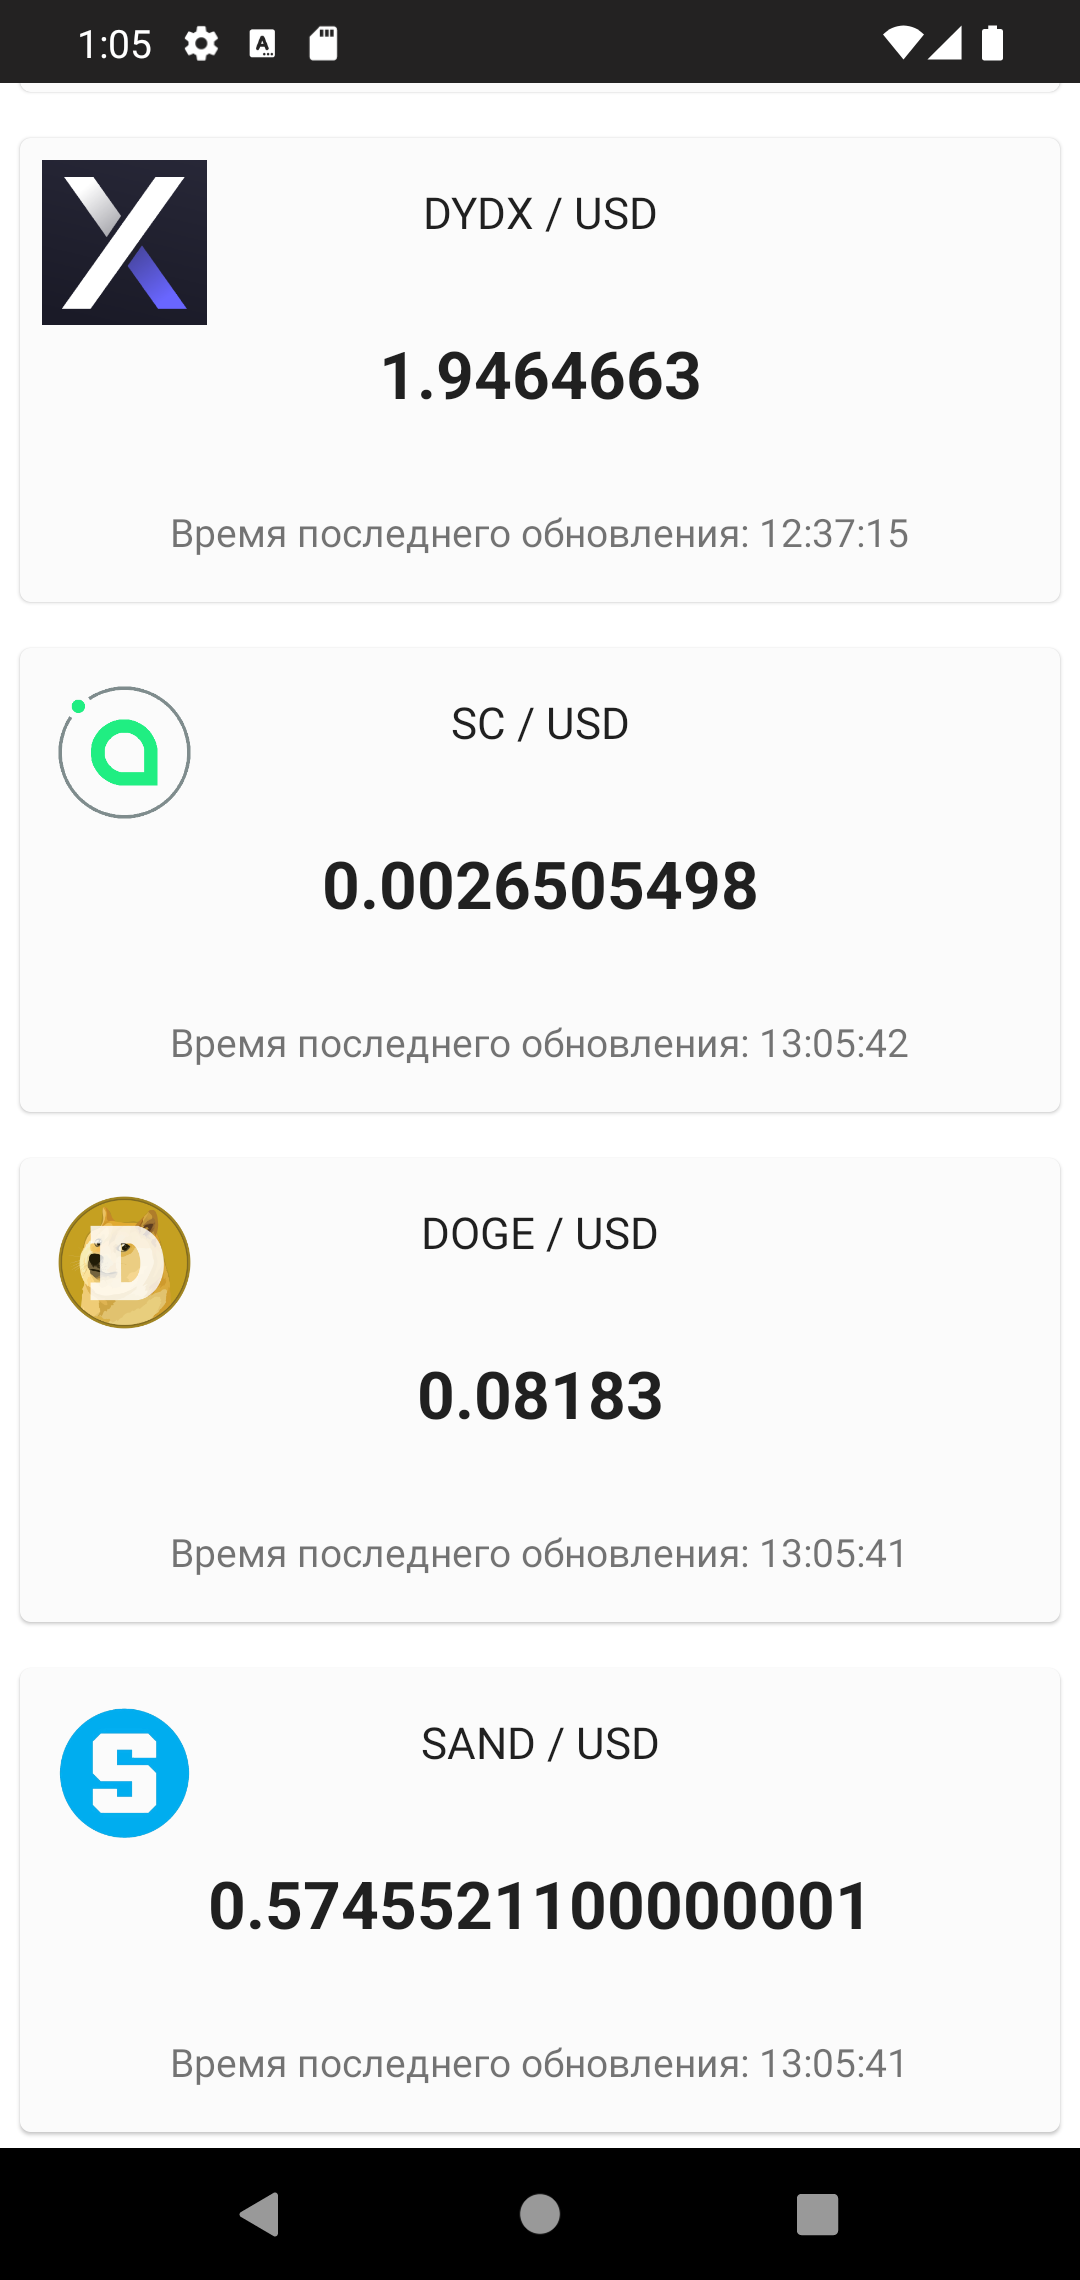 1:05
DYDX / USD
1.9464663
Время последнего обновления: 12:37:15
SC / USD
0.0026505498
Время последнего обновления: 13:05:42
DOGE / USD
0.08183
Время последнего обновления: 13:05:41
SAND / USD
0.5745521100000001
Время последнего обновления: 13:05:41